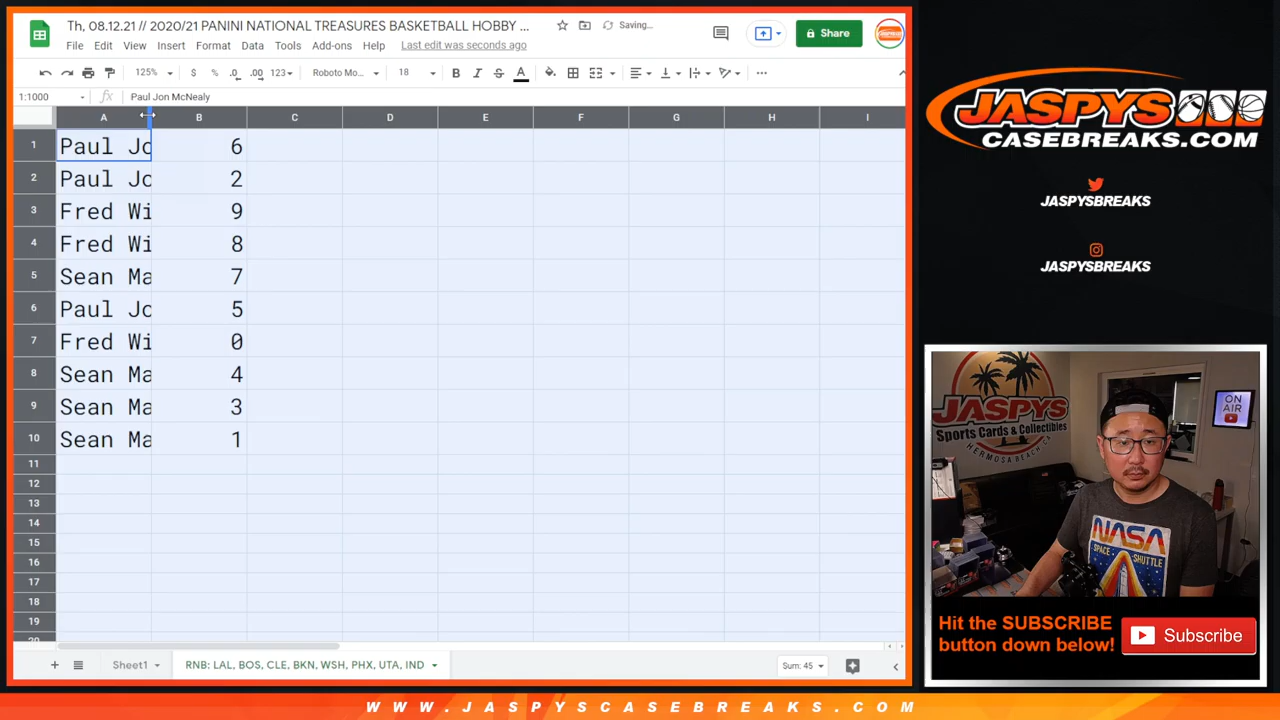 Th, 08.12.21 // 2020/21 PANINI NATIONAL TREASURES BASKETBALL HOBBY ...
Saving...
File Edit View Insert Format Data Tools Add-ons Help Last edit was seconds ago
Share
125% $ % .0 .00 123 Roboto Mo... 18 B I S A
1:1000 fx Paul Jon McNealy
A B C D E F G H I
1 Paul Jo 6
2 Paul Jo 2
3 Fred Wi 9
4 Fred Wi 8
5 Sean Ma 7
6 Paul Jo 5
7 Fred Wi 0
8 Sean Ma 4
9 Sean Ma 3
10 Sean Ma 1
11
12
13
14
15
16
17
18
19
20
Sheet1 RNB: LAL, BOS, CLE, BKN, WSH, PHX, UTA, IND Sum: 45
JASPYS
CASEBREAKS.COM
JASPYSBREAKS
JASPYSBREAKS
JASPYS
Sports Cards & Collectibles
HERMOSA BEACH, CA
ON
AIR
NASA
SPACE SHUTTLE
Hit the SUBSCRIBE
button down below!
Subscribe
WWW.JASPYSCASEBREAKS.COM